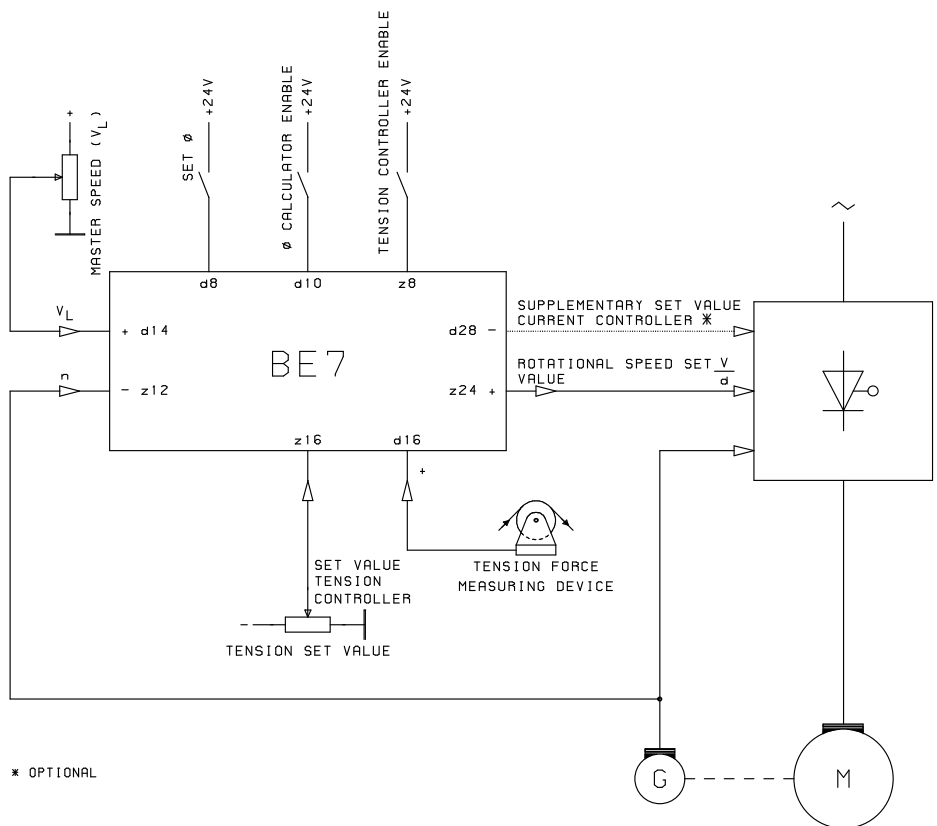 +
MASTER SPEED (VL)
SET Ø
+24V
Ø CALCULATOR ENABLE
+24V
TENSION CONTROLLER ENABLE
+24V
~
d8
d10
z8
VL
+ d14
d28 -
SUPPLEMENTARY SET VALUE
CURRENT CONTROLLER *
BE7
n
- z12
z24 +
ROTATIONAL SPEED SET V/d
VALUE
z16
d16
+
TENSION FORCE
MEASURING DEVICE
SET VALUE
TENSION
CONTROLLER
-
TENSION SET VALUE
* OPTIONAL
G
M